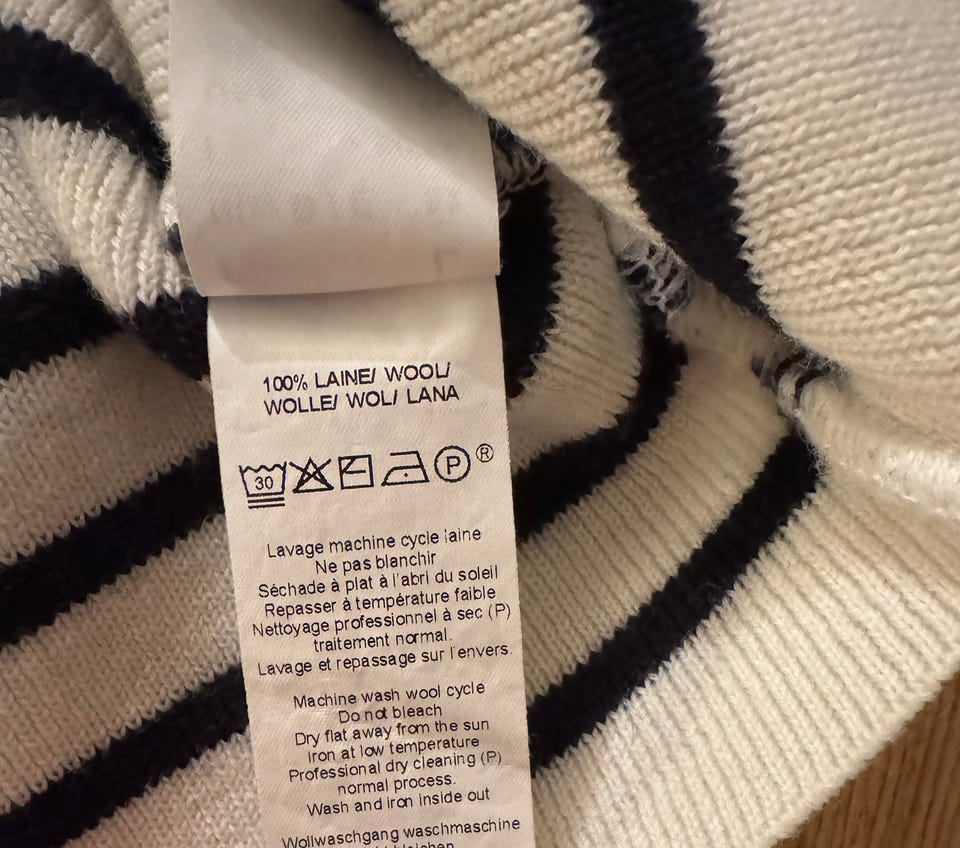 100% LAINE/ WOOL/
WOLLE/ WOL/ LANA
30 P ®
Lavage machine cycle laine
Ne pas blanchir
Séchade à plat à l'abri du soleil
Repasser à température faible
Nettoyage professionnel à sec (P)
traitement normal.
Lavage et repassage sur l'envers.
Machine wash wool cycle
Do not bleach
Dry flat away from the sun
Iron at low temperature
Professional dry cleaning (P)
normal process.
Wash and iron inside out
Wollwaschgang waschmaschine